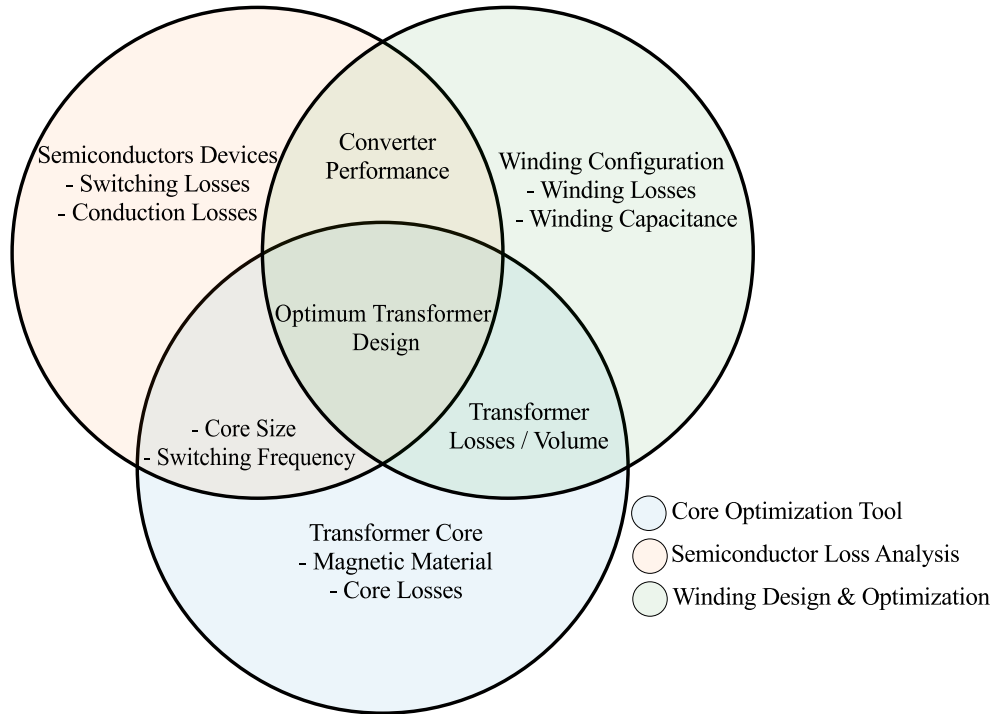 Semiconductors Devices
- Switching Losses
- Conduction Losses
Converter
Performance
Winding Configuration
- Winding Losses
- Winding Capacitance
Optimum Transformer
Design
- Core Size
- Switching Frequency
Transformer
Losses / Volume
Transformer Core
- Magnetic Material
- Core Losses
Core Optimization Tool
Semiconductor Loss Analysis
Winding Design & Optimization